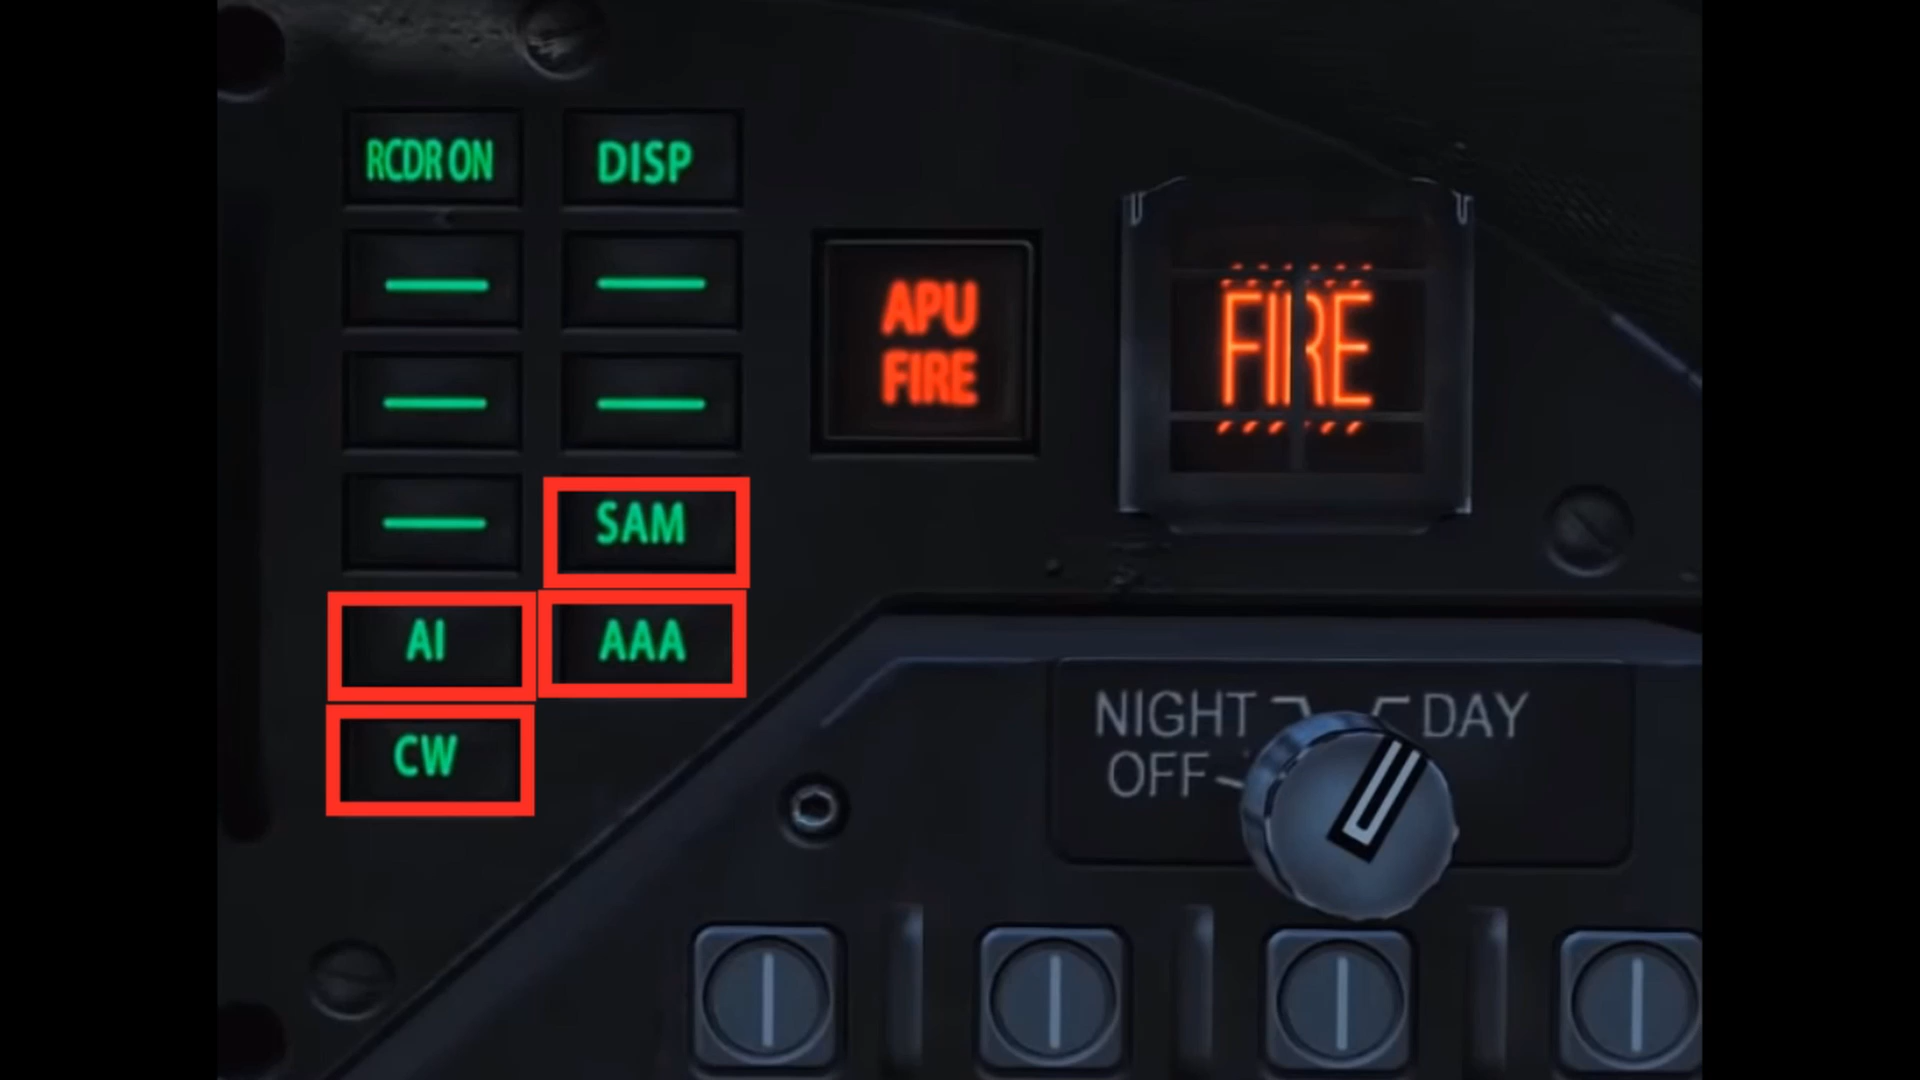 RCDR ON
DISP
APU
FIRE
FIRE
SAM
AI
AAA
CW
NIGHT
DAY
OFF